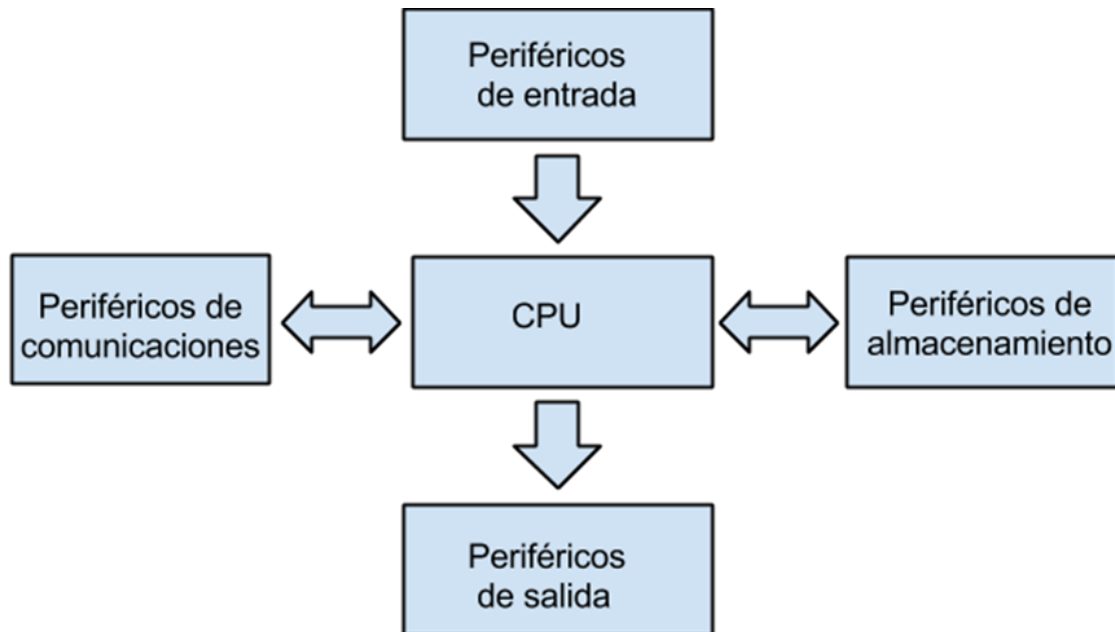 Periféricos
de entrada
Periféricos de
comunicaciones
CPU
Periféricos de
almacenamiento
Periféricos
de salida